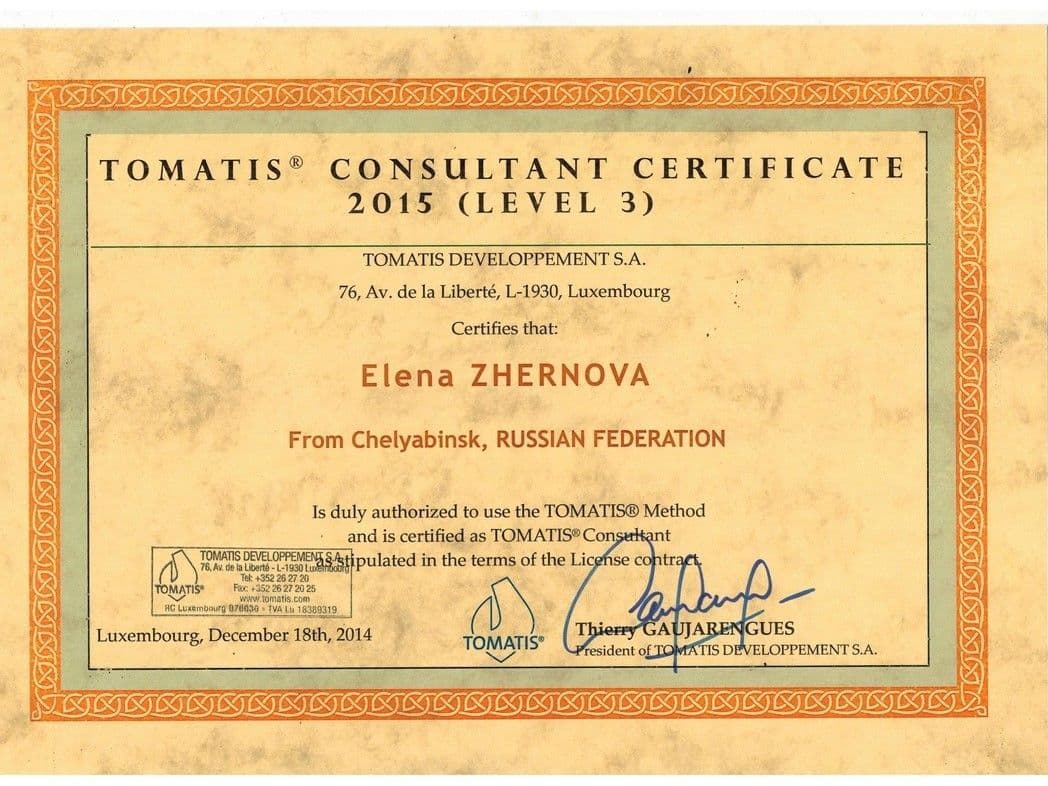 TOMATIS® CONSULTANT CERTIFICATE
2015 (LEVEL 3)
TOMATIS DEVELOPPEMENT S.A.
76, Av. de la Liberté, L-1930, Luxembourg
Certifies that:
Elena ZHERNOVA
From Chelyabinsk, RUSSIAN FEDERATION
Is duly authorized to use the TOMATIS® Method
and is certified as TOMATIS® Consultant
as stipulated in the terms of the License contract.
TOMATIS DEVELOPPEMENT S.A.
76, Av. de la Liberté - L-1930 Luxembourg
Tel: +352 26 27 20
Fax: +352 26 27 20 25
www.tomatis.com
RC Luxembourg - TVA Lu 18389319
TOMATIS®
Luxembourg, December 18th, 2014
TOMATIS®
Thierry GAUJARENGUES
President of TOMATIS DEVELOPPEMENT S.A.